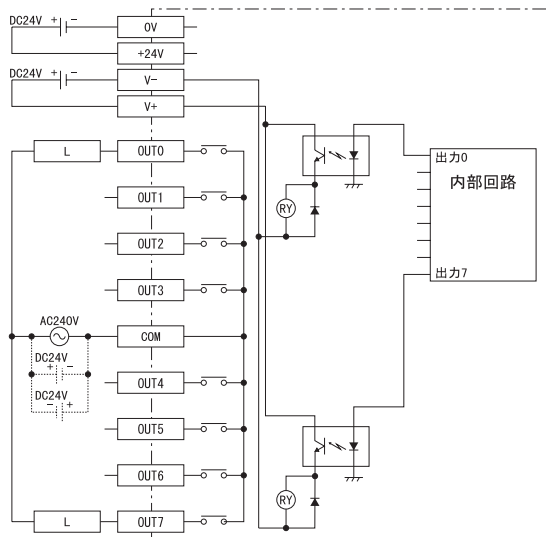 DC24V + -
0V
+24V
DC24V + -
V-
V+
L
OUT0
出力0
内部回路
OUT1
RY
OUT2
出力7
OUT3
AC240V
COM
DC24V
+ -
DC24V
- +
OUT4
OUT5
OUT6
RY
L
OUT7